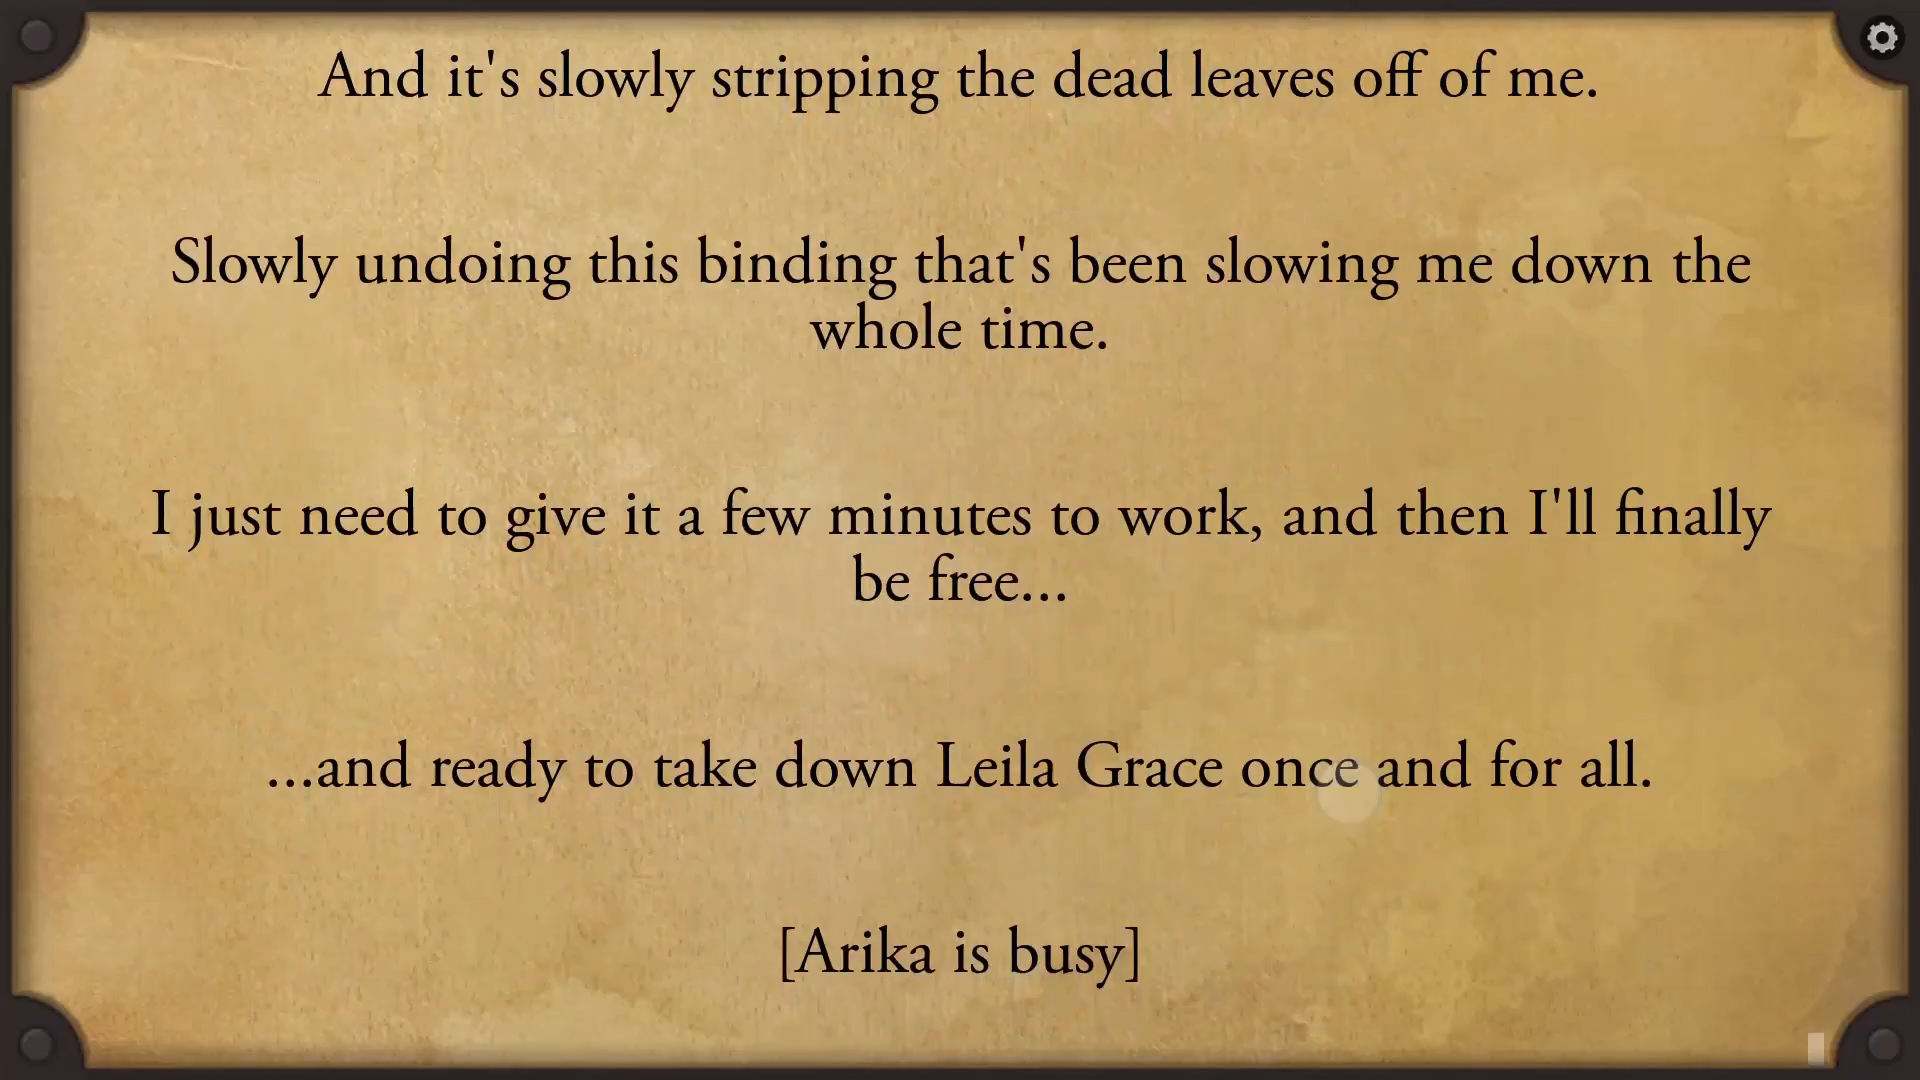 And it's slowly stripping the dead leaves off of me.
Slowly undoing this binding that's been slowing me down the
whole time.
I just need to give it a few minutes to work, and then I'll finally
be free...
...and ready to take down Leila Grace once and for all.
[Arika is busy]